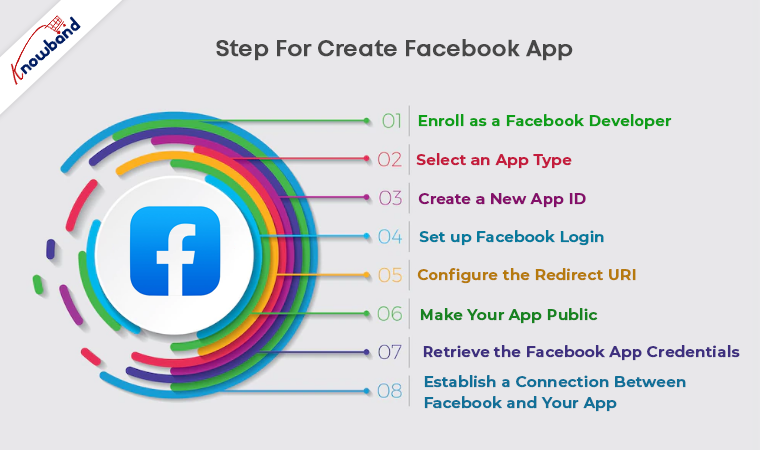 Knowband
Step For Create Facebook App
01 Enroll as a Facebook Developer
02 Select an App Type
03 Create a New App ID
04 Set up Facebook Login
05 Configure the Redirect URI
06 Make Your App Public
07 Retrieve the Facebook App Credentials
08 Establish a Connection Between
Facebook and Your App